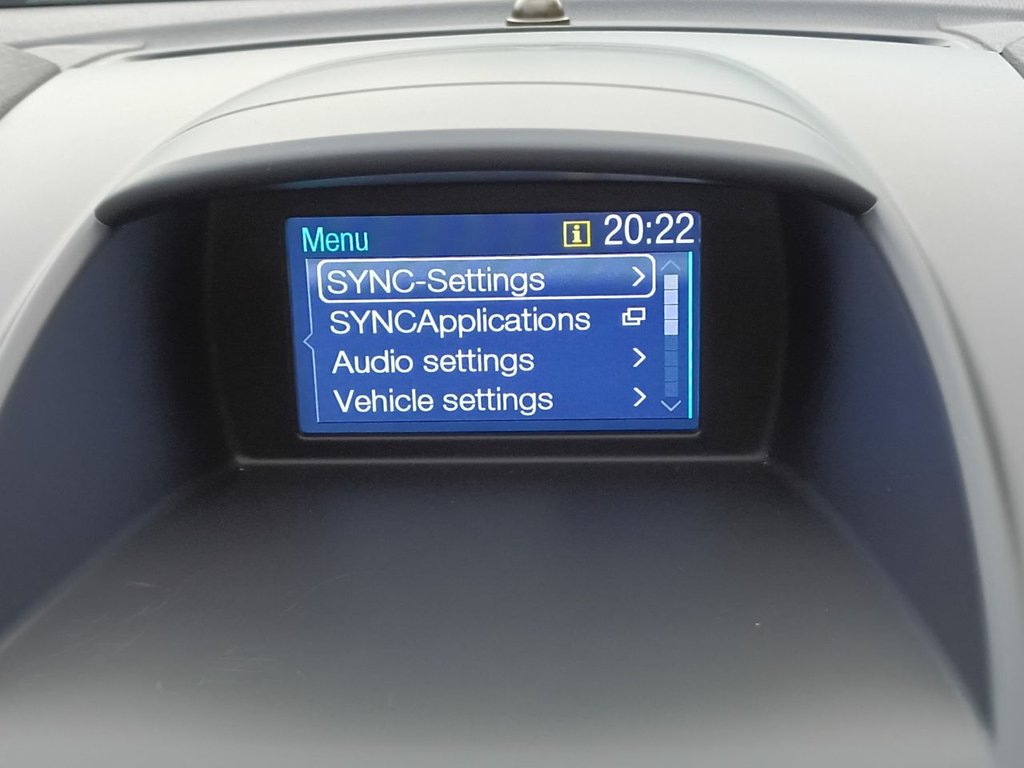 Menu i 20:22
SYNC-Settings
SYNCApplications
Audio settings
Vehicle settings